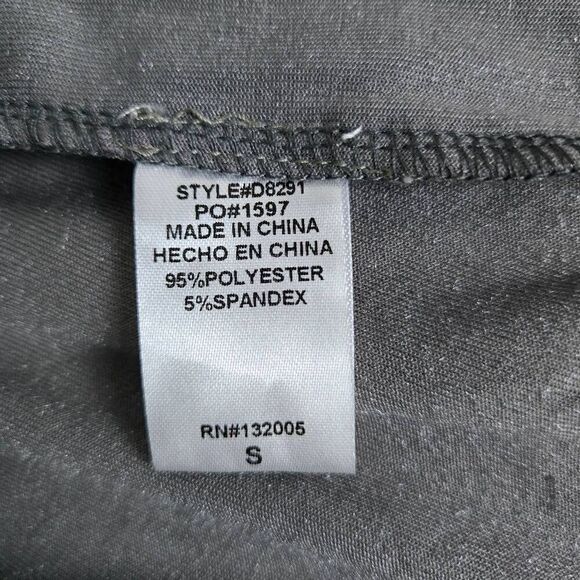 STYLE#D8291
PO#1597
MADE IN CHINA
HECHO EN CHINA
95%POLYESTER
5%SPANDEX
RN#132005
S